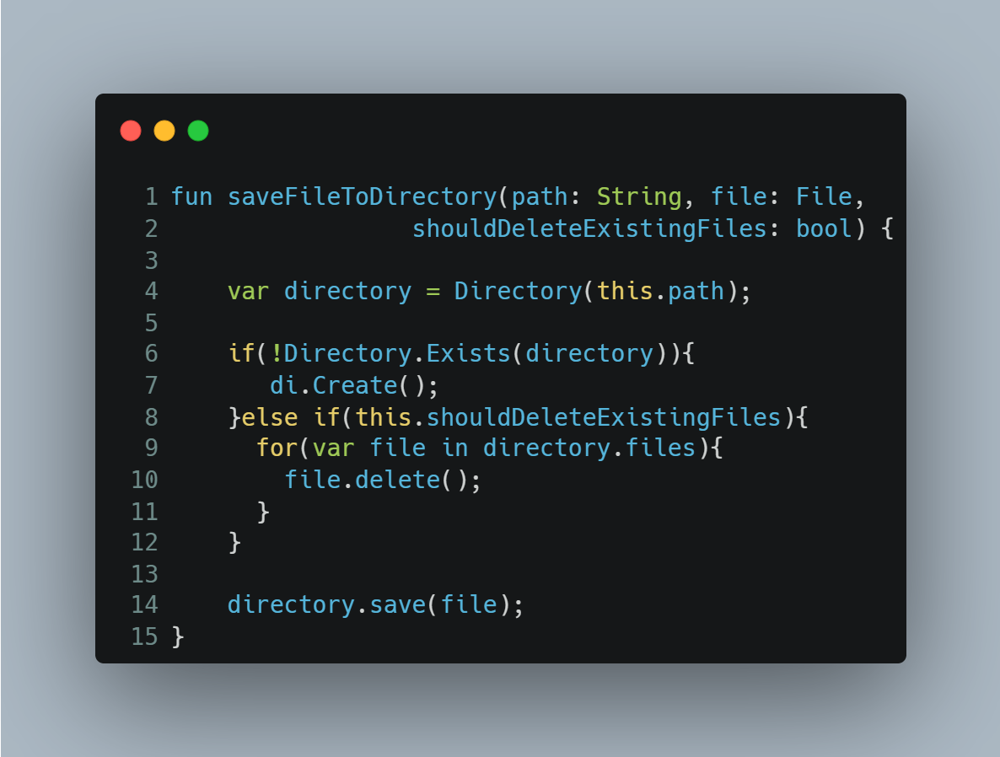 1 fun saveFileToDirectory(path: String, file: File,
2                  shouldDeleteExistingFiles: bool) {
3
4     var directory = Directory(this.path);
5
6     if(!Directory.Exists(directory)){
7        di.Create();
8     }else if(this.shouldDeleteExistingFiles){
9       for(var file in directory.files){
10         file.delete();
11       }
12     }
13
14     directory.save(file);
15 }